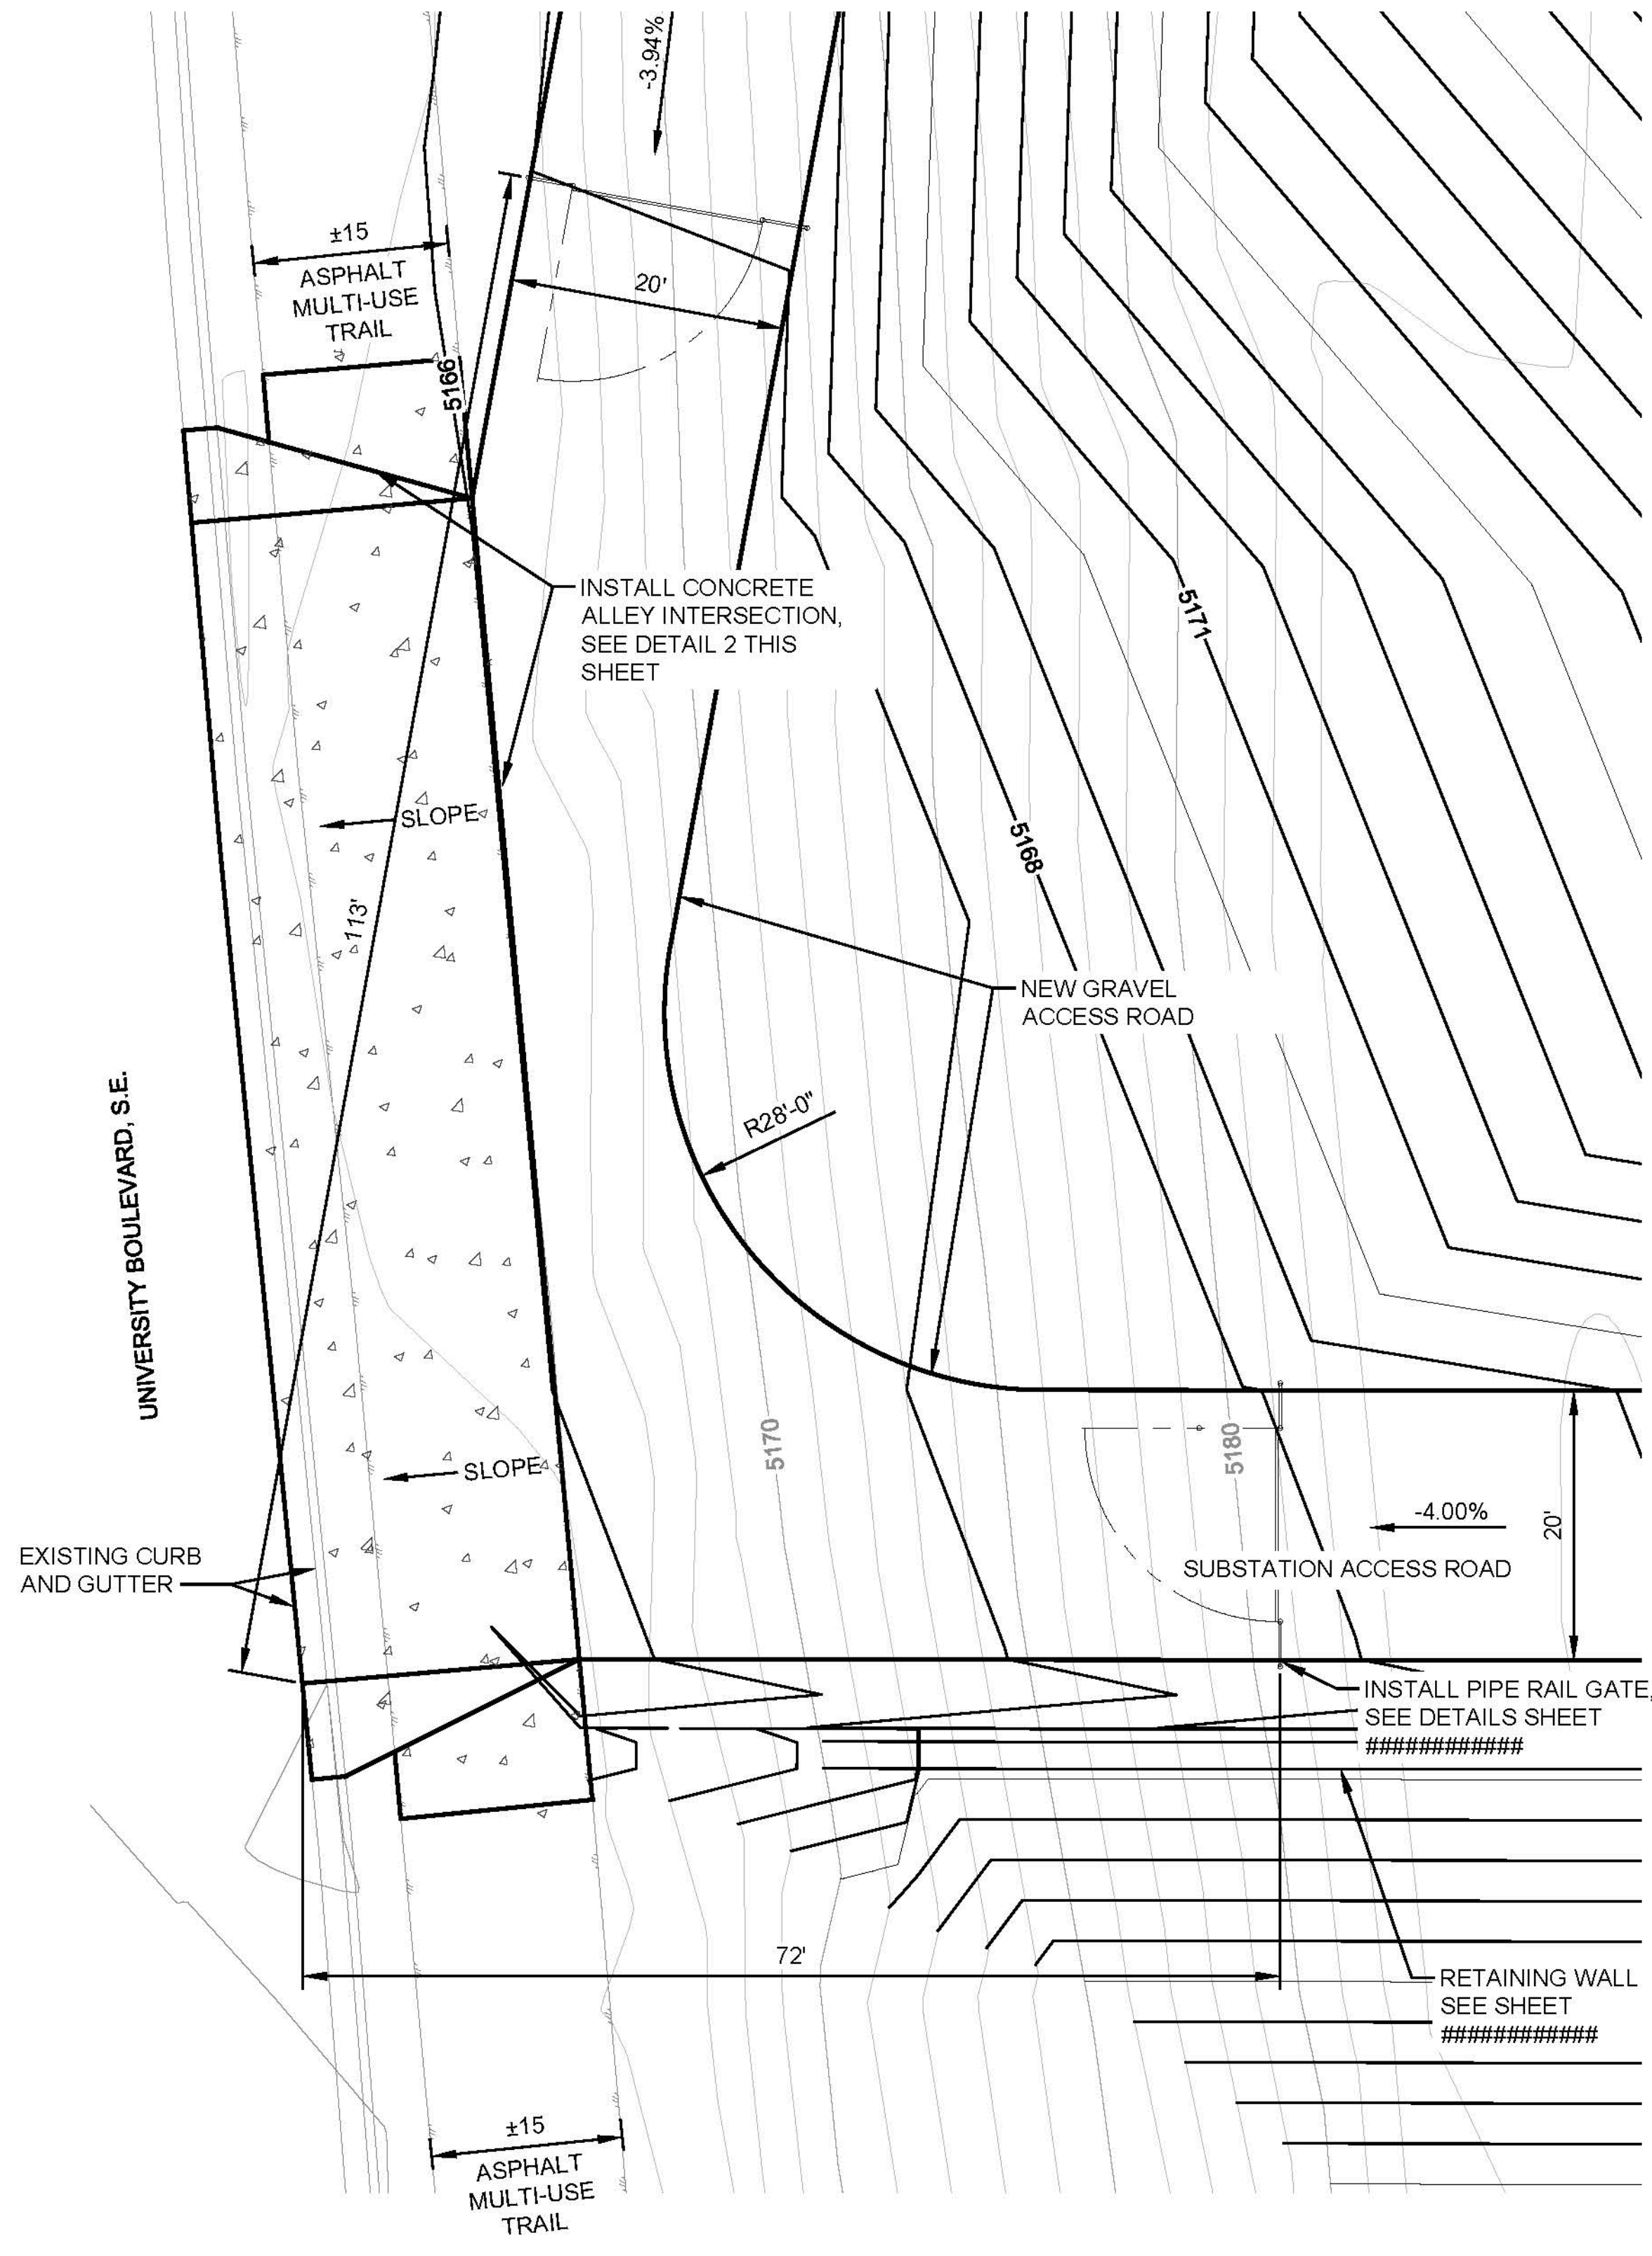 -3.94%
±15
ASPHALT
MULTI-USE
TRAIL
20'
5166
INSTALL CONCRETE
ALLEY INTERSECTION,
SEE DETAIL 2 THIS
SHEET
5171
SLOPE
5168
113'
NEW GRAVEL
ACCESS ROAD
R28'-0"
UNIVERSITY BOULEVARD, S.E.
5170
5180
SLOPE
-4.00%
20'
EXISTING CURB
AND GUTTER
SUBSTATION ACCESS ROAD
INSTALL PIPE RAIL GATE,
SEE DETAILS SHEET
############
72'
RETAINING WALL
SEE SHEET
############
±15
ASPHALT
MULTI-USE
TRAIL